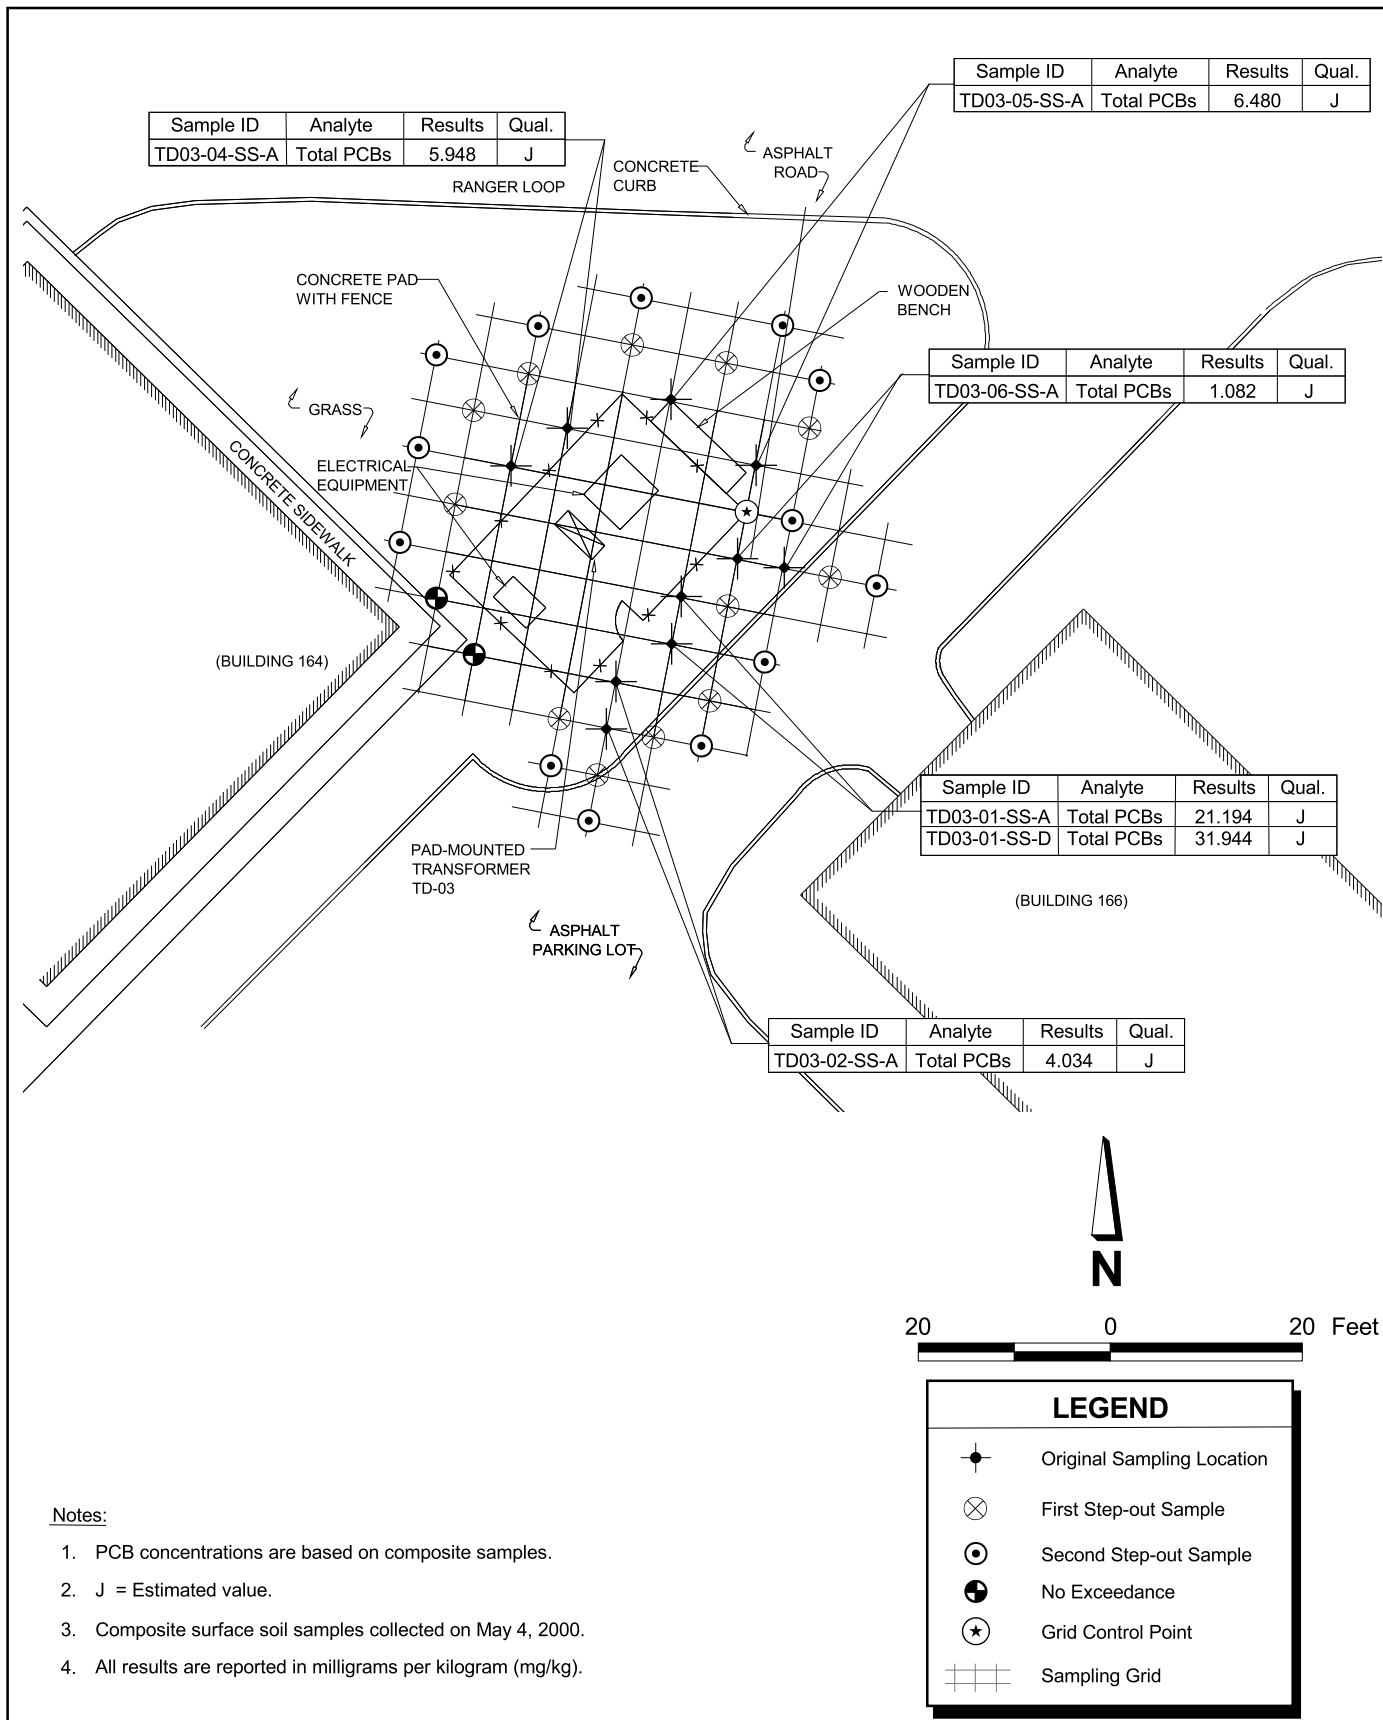 Sample ID Analyte Results Qual.
TD03-05-SS-A Total PCBs 6.480 J
Sample ID Analyte Results Qual.
TD03-04-SS-A Total PCBs 5.948 J
ASPHALT
ROAD
CONCRETE
CURB
RANGER LOOP
CONCRETE PAD
WITH FENCE
WOODEN
BENCH
Sample ID Analyte Results Qual.
TD03-06-SS-A Total PCBs 1.082 J
GRASS
CONCRETE SIDEWALK
ELECTRICAL
EQUIPMENT
(BUILDING 164)
Sample ID Analyte Results Qual.
TD03-01-SS-A Total PCBs 21.194 J
TD03-01-SS-D Total PCBs 31.944 J
PAD-MOUNTED
TRANSFORMER
TD-03
(BUILDING 166)
ASPHALT
PARKING LOT
Sample ID Analyte Results Qual.
TD03-02-SS-A Total PCBs 4.034 J
N
20 0 20 Feet
LEGEND
Original Sampling Location
First Step-out Sample
Second Step-out Sample
No Exceedance
Grid Control Point
Sampling Grid
Notes:
1. PCB concentrations are based on composite samples.
2. J = Estimated value.
3. Composite surface soil samples collected on May 4, 2000.
4. All results are reported in milligrams per kilogram (mg/kg).